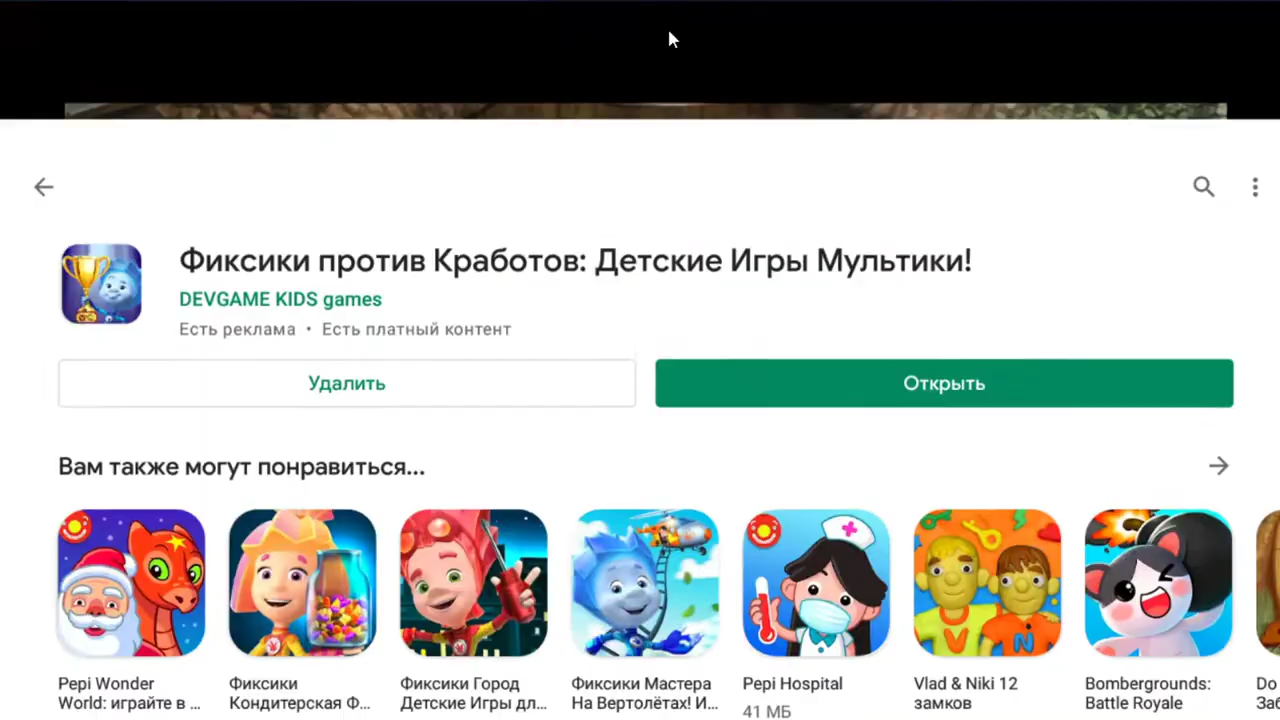 Фиксики против Кработов: Детские Игры Мультики!
DEVGAME KIDS games
Есть реклама • Есть платный контент
Удалить
Открыть
Вам также могут понравиться...
Pepi Wonder
World: играйте в ...
Фиксики
Кондитерская Ф...
Фиксики Город
Детские Игры дл...
Фиксики Мастера
На Вертолётах! И...
Pepi Hospital
41 МБ
Vlad & Niki 12
замков
Bombergrounds:
Battle Royale
Do